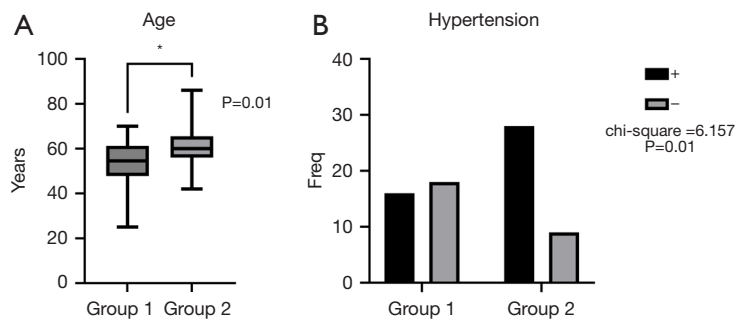 A
Age
*
P=0.01
Years
100
80
60
40
20
0
Group 1 Group 2
B
Hypertension
Freq
40
30
20
10
0
Group 1 Group 2
+
−
chi-square =6.157
P=0.01